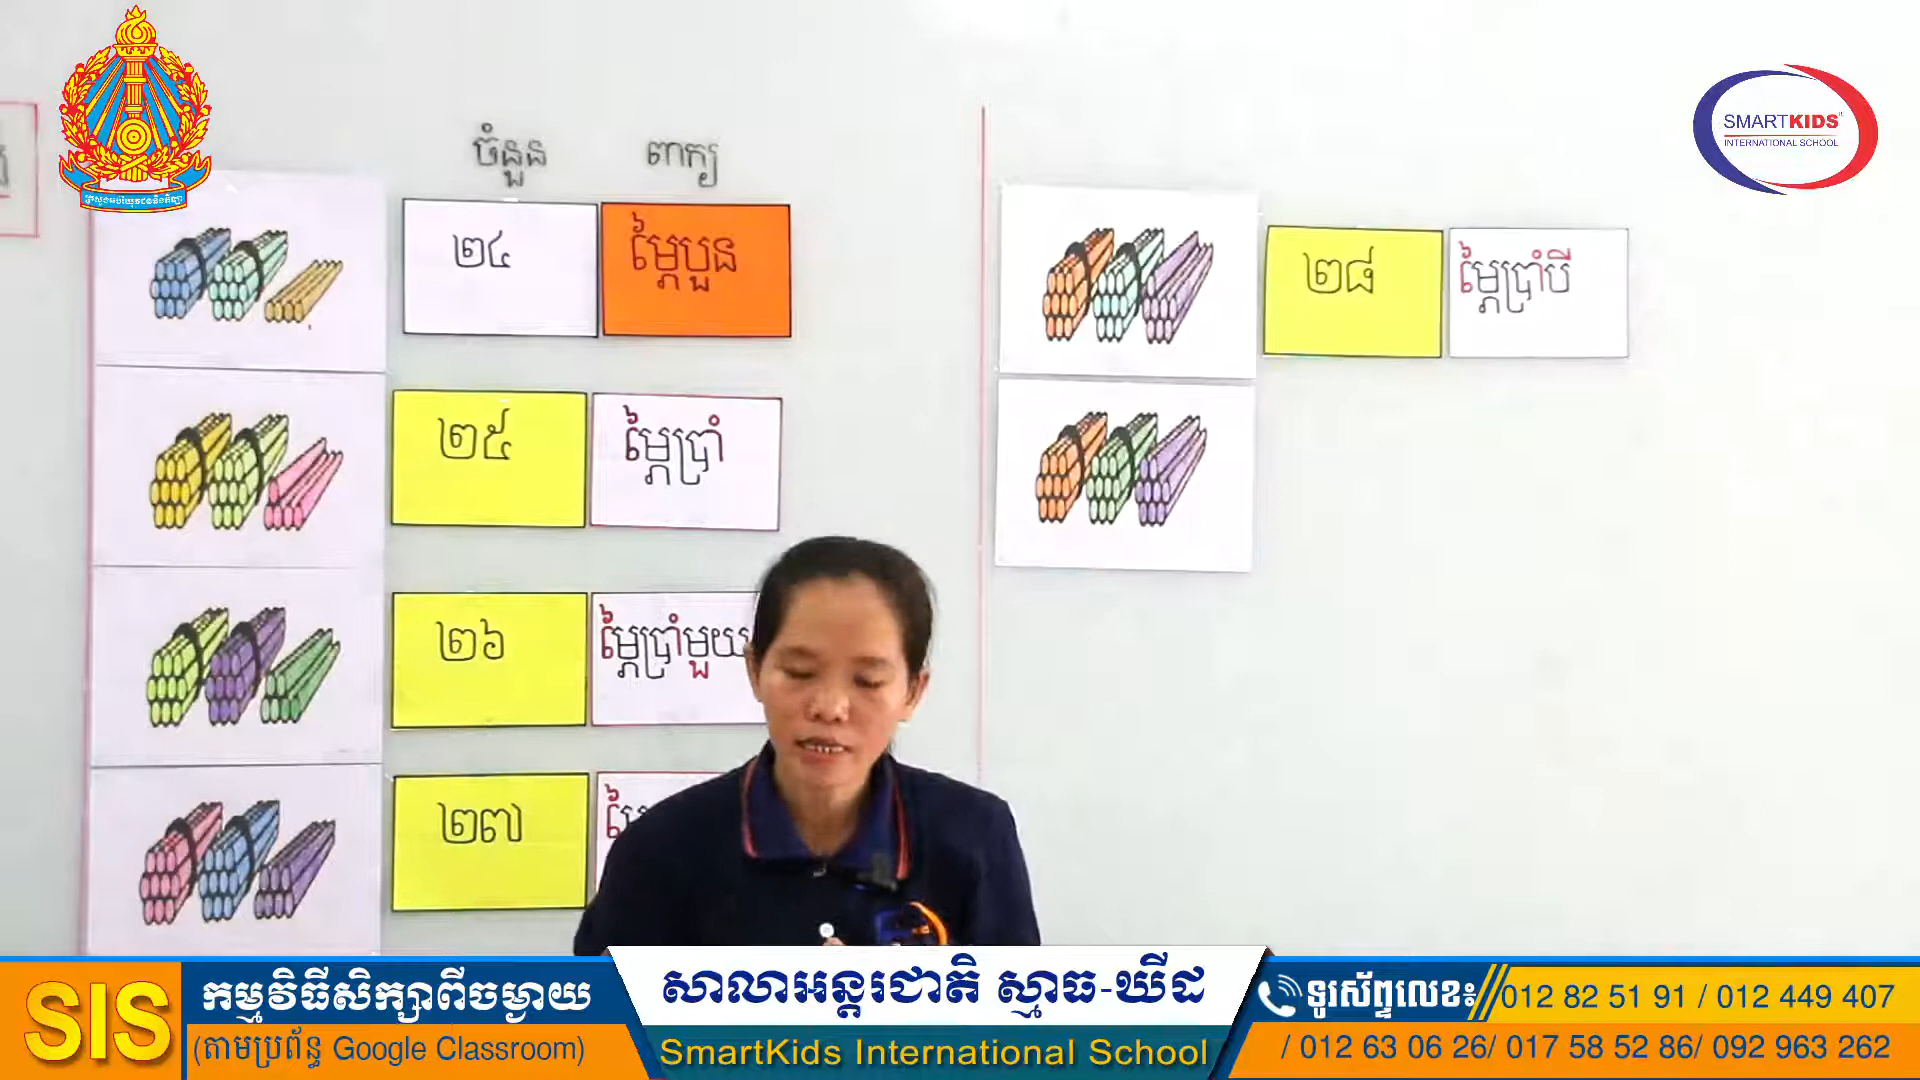 SMARTKIDS
INTERNATIONAL SCHOOL
ចំនួន ពាក្យ
២៤ ម្ភៃបួន
២៥ ម្ភៃប្រាំ
២៦ ម្ភៃប្រាំមួយ
២៧
២៨ ម្ភៃប្រាំបី
SIS
កម្មវិធីសិក្សាពីចម្ងាយ
(តាមប្រព័ន្ធ Google Classroom)
សាលាអន្តរជាតិ ស្មាធ-ឃីដ
SmartKids International School
ទូរស័ព្ទលេខ៖ 012 82 51 91 / 012 449 407
/ 012 63 06 26/ 017 58 52 86/ 092 963 262